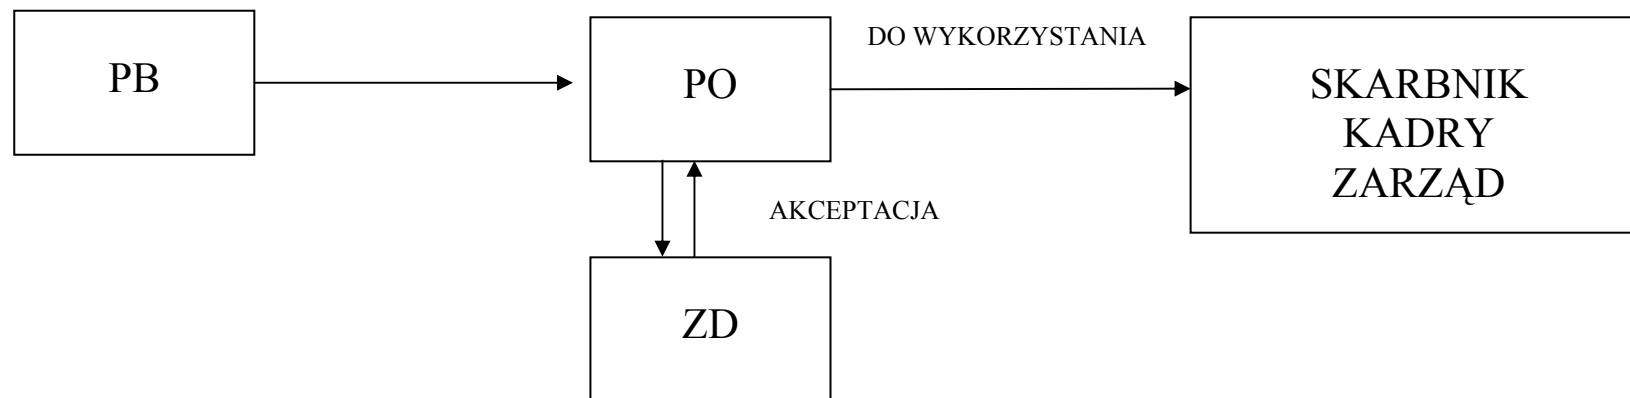 PB
PO
DO WYKORZYSTANIA
SKARBNIK
KADRY
ZARZĄD
AKCEPTACJA
ZD